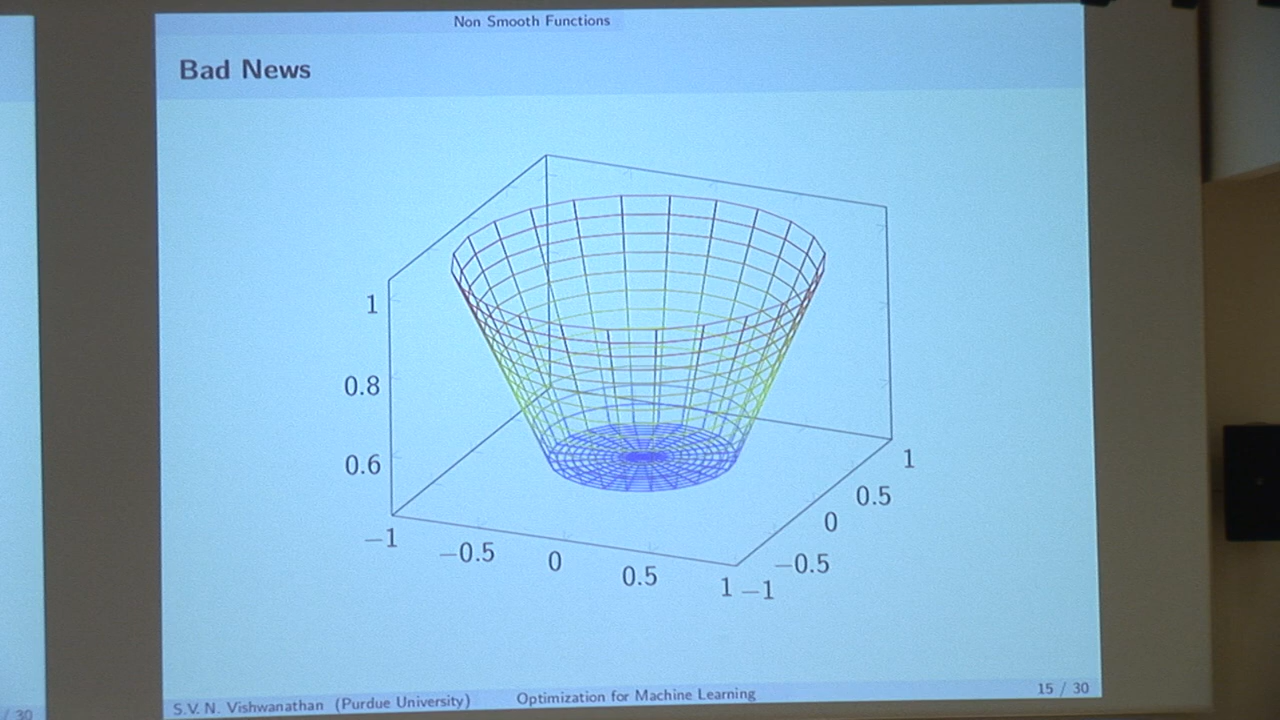 Non Smooth Functions
Bad News
1
0.8
0.6
−1
−0.5
0
0.5
1
−1
−0.5
0
0.5
1
S.V. N. Vishwanathan (Purdue University)
Optimization for Machine Learning
15 / 30
/ 30